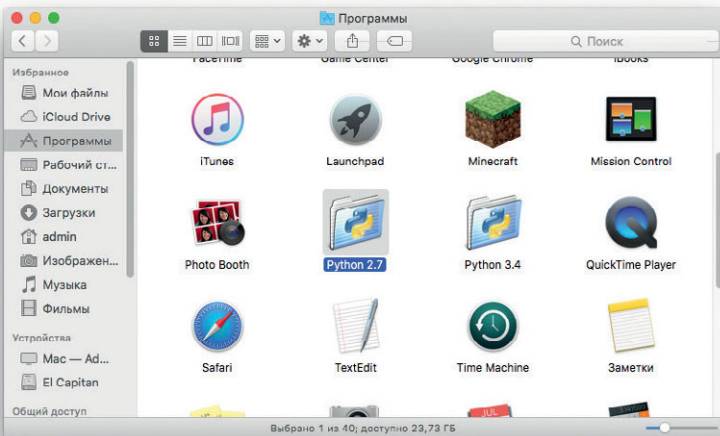 Программы
Поиск
Избранное
Мои файлы
iCloud Drive
Программы
Рабочий ст...
Документы
Загрузки
admin
Изображен...
Музыка
Фильмы
Устройства
Mac — Ad...
El Capitan
Общий доступ
FaceTime Game Center Google Chrome iBooks
iTunes Launchpad Minecraft Mission Control
Photo Booth Python 2.7 Python 3.4 QuickTime Player
Safari TextEdit Time Machine Заметки
JUL
Выбрано 1 из 40; доступно 23,73 ГБ